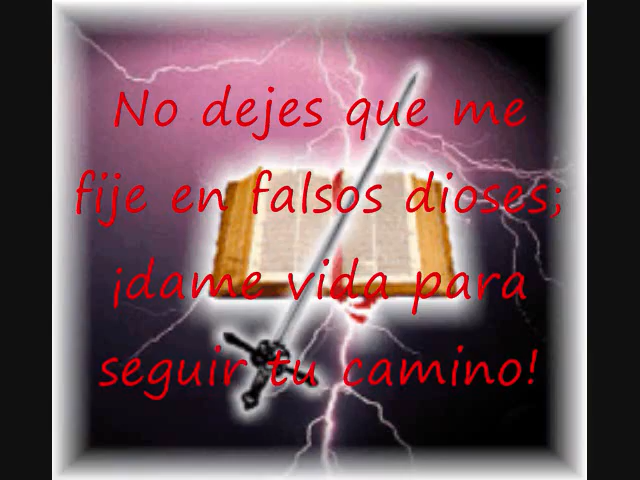 No dejes que me
fije en falsos dioses;
¡dame vida para
seguir tu camino!